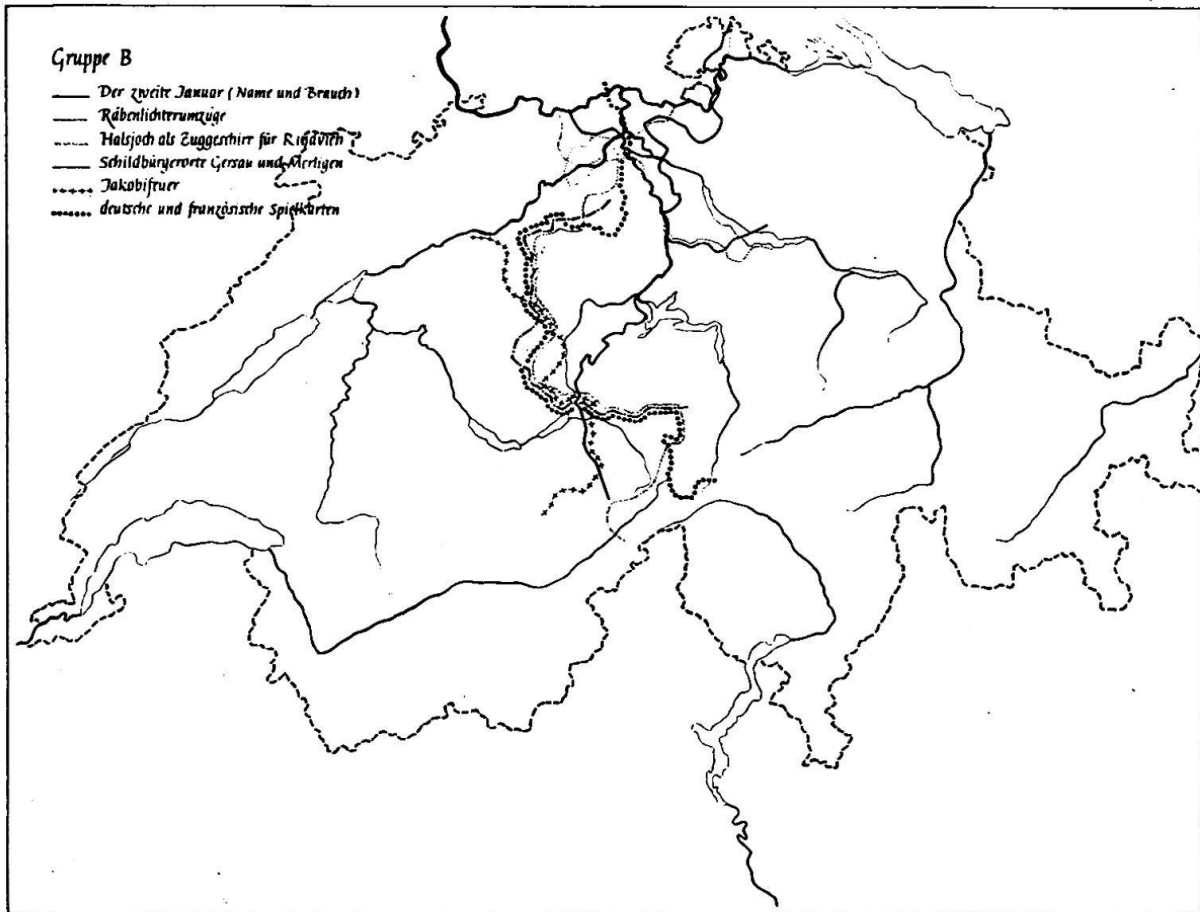 Gruppe B
Der zweite Januar (Name und Brauch)
Räbenlichterumzüge
Halsjoch als Zuggeschirr für Rindvieh
Schildbürgerorte Gersau und Merligen
Jakobifeuer
deutsche und französische Spielkarten